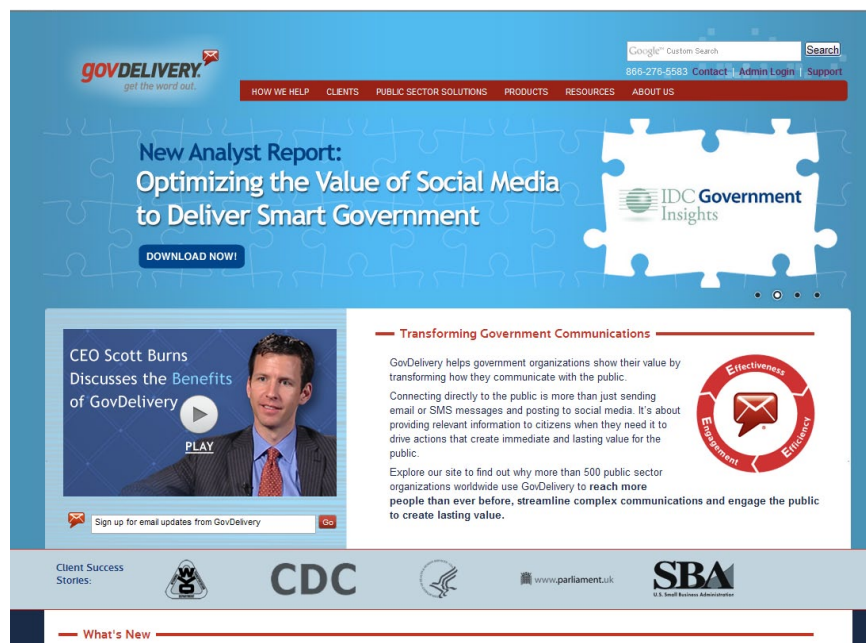 govDELIVERY.
get the word out.
Google™ Custom Search
Search
866-276-5583 Contact | Admin Login | Support
HOW WE HELP CLIENTS PUBLIC SECTOR SOLUTIONS PRODUCTS RESOURCES ABOUT US
New Analyst Report:
Optimizing the Value of Social Media
to Deliver Smart Government
DOWNLOAD NOW!
IDC Government
Insights
CEO Scott Burns
Discusses the Benefits
of GovDelivery
PLAY
Sign up for email updates from GovDelivery
Go
Transforming Government Communications
GovDelivery helps government organizations show their value by
transforming how they communicate with the public.
Connecting directly to the public is more than just sending
email or SMS messages and posting to social media. It's about
providing relevant information to citizens when they need it to
drive actions that create immediate and lasting value for the
public.
Explore our site to find out why more than 500 public sector
organizations worldwide use GovDelivery to reach more
people than ever before, streamline complex communications and engage the public
to create lasting value.
Effectiveness
Efficiency
Engagement
Client Success
Stories:
CDC
www.parliament.uk
SBA
U.S. Small Business Administration
What's New